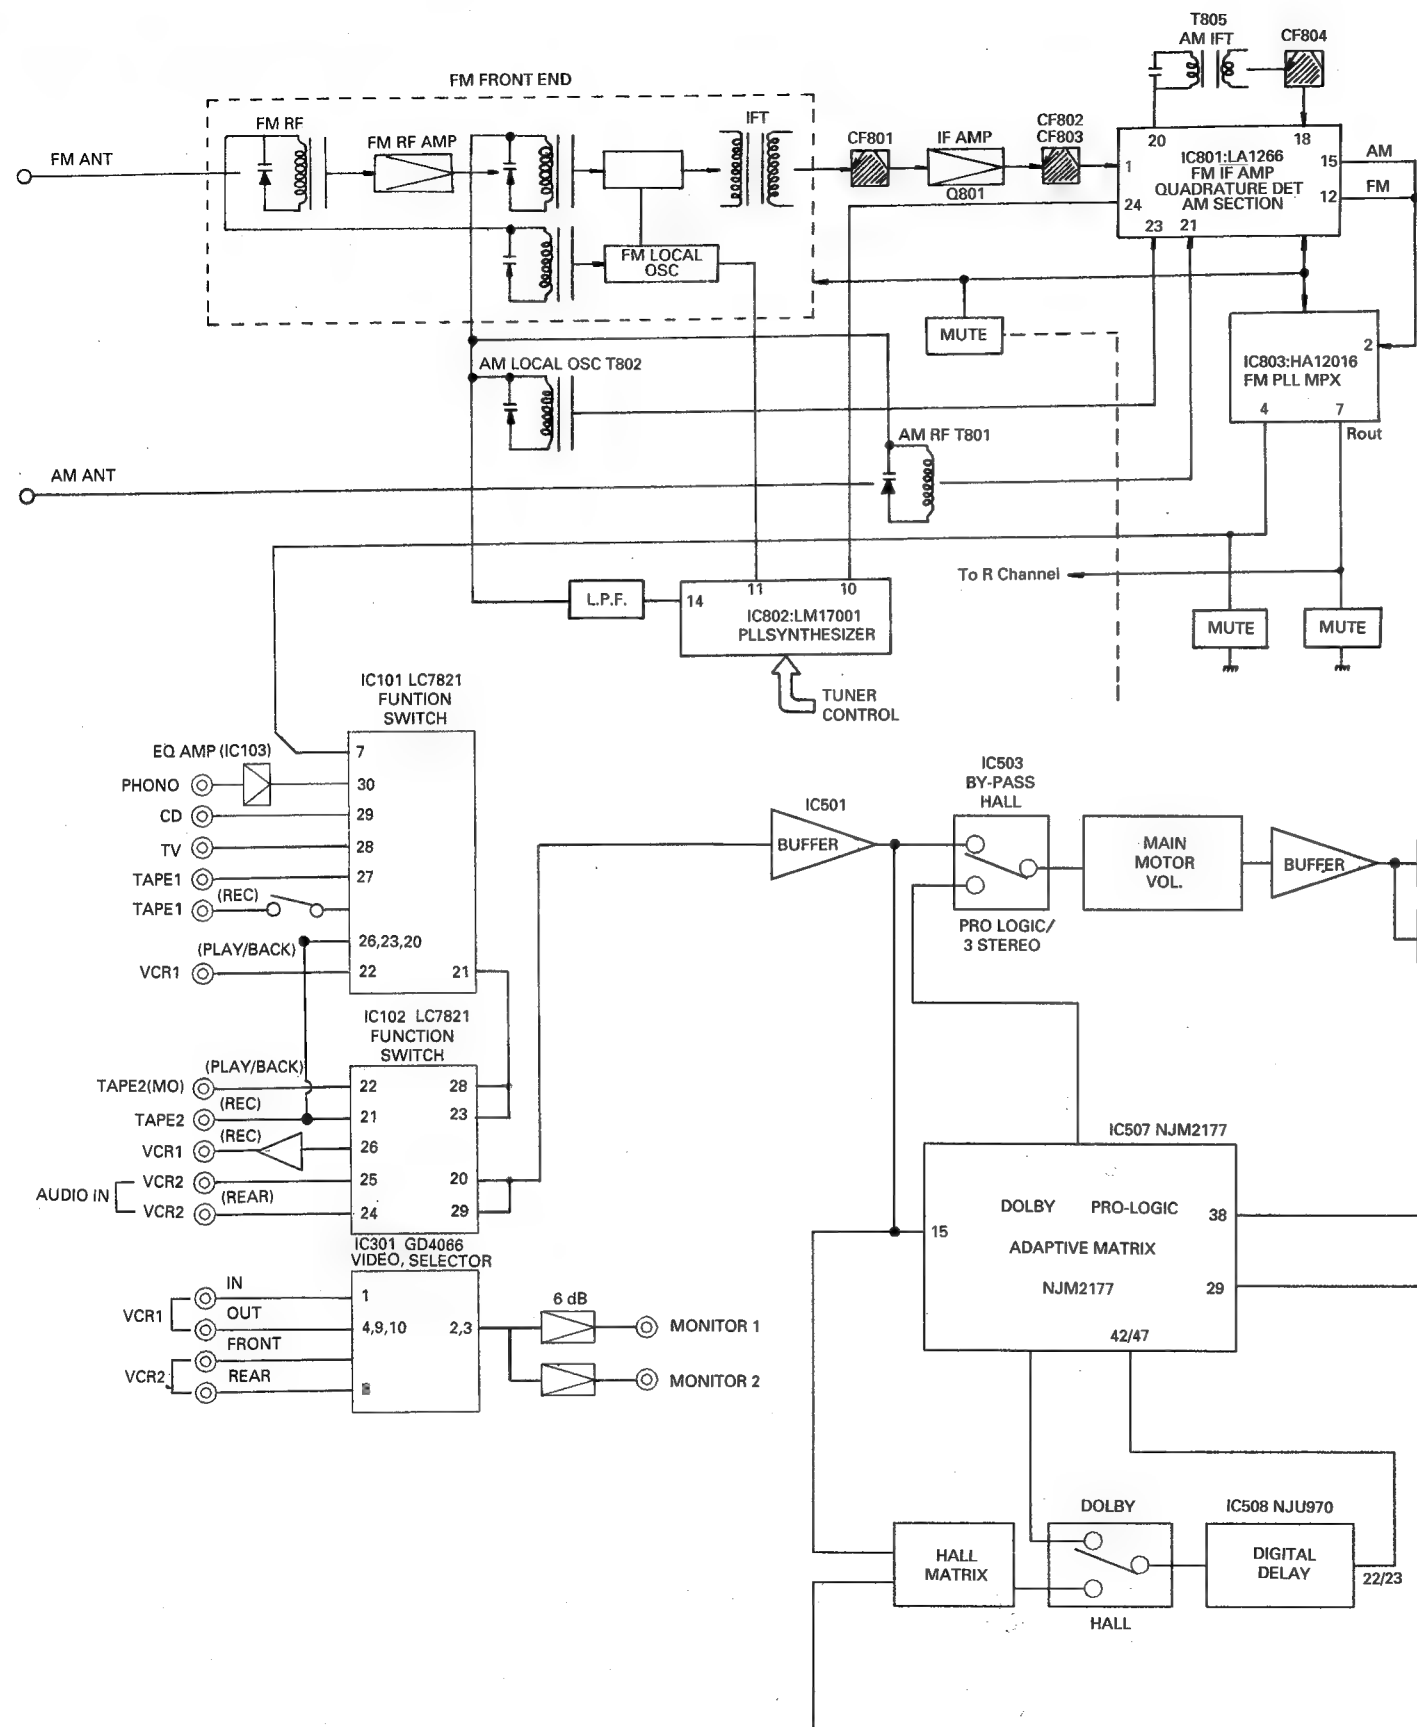 T805
AM IFT
CF804
FM FRONT END
FM RF
FM RF AMP
IFT
CF801
IF AMP
Q801
CF802
CF803
FM ANT
20
18
IC801:LA1266
FM IF AMP
QUADRATURE DET
AM SECTION
1
24
23
21
15
12
AM
FM
FM LOCAL
OSC
MUTE
2
IC803:HA12016
FM PLL MPX
4
7
Rout
AM LOCAL OSC T802
AM RF T801
AM ANT
To R Channel
MUTE
MUTE
L.P.F.
14
11
10
IC802:LM17001
PLLSYNTHESIZER
TUNER
CONTROL
IC101 LC7821
FUNTION
SWITCH
EQ AMP (IC103)
7
PHONO
30
CD
29
TV
28
TAPE1
27
TAPE1
(REC)
26,23,20
(PLAY/BACK)
VCR1
22
21
IC102 LC7821
FUNCTION
SWITCH
(PLAY/BACK)
TAPE2(MO)
22
28
(REC)
TAPE2
21
23
(REC)
VCR1
26
AUDIO IN
VCR2
25
20
VCR2
(REAR)
24
29
IC301 GD4066
VIDEO, SELECTOR
IN
1
VCR1
OUT
4,9,10
2,3
FRONT
VCR2
REAR
6 dB
MONITOR 1
MONITOR 2
IC501
BUFFER
IC503
BY-PASS
HALL
PRO LOGIC/
3 STEREO
MAIN
MOTOR
VOL.
BUFFER
IC507 NJM2177
DOLBY PRO-LOGIC
ADAPTIVE MATRIX
NJM2177
15
38
29
42/47
HALL
MATRIX
DOLBY
HALL
IC508 NJU970
DIGITAL
DELAY
22/23